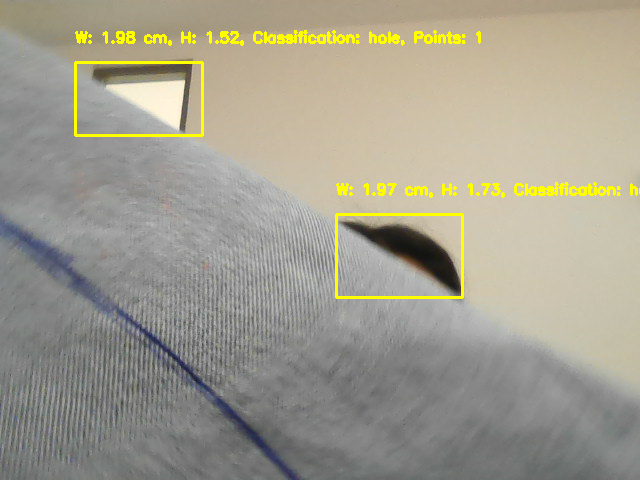 W: 1.98 cm, H: 1.52, Classification: hole, Points: 1
W: 1.97 cm, H: 1.73, Classification: h